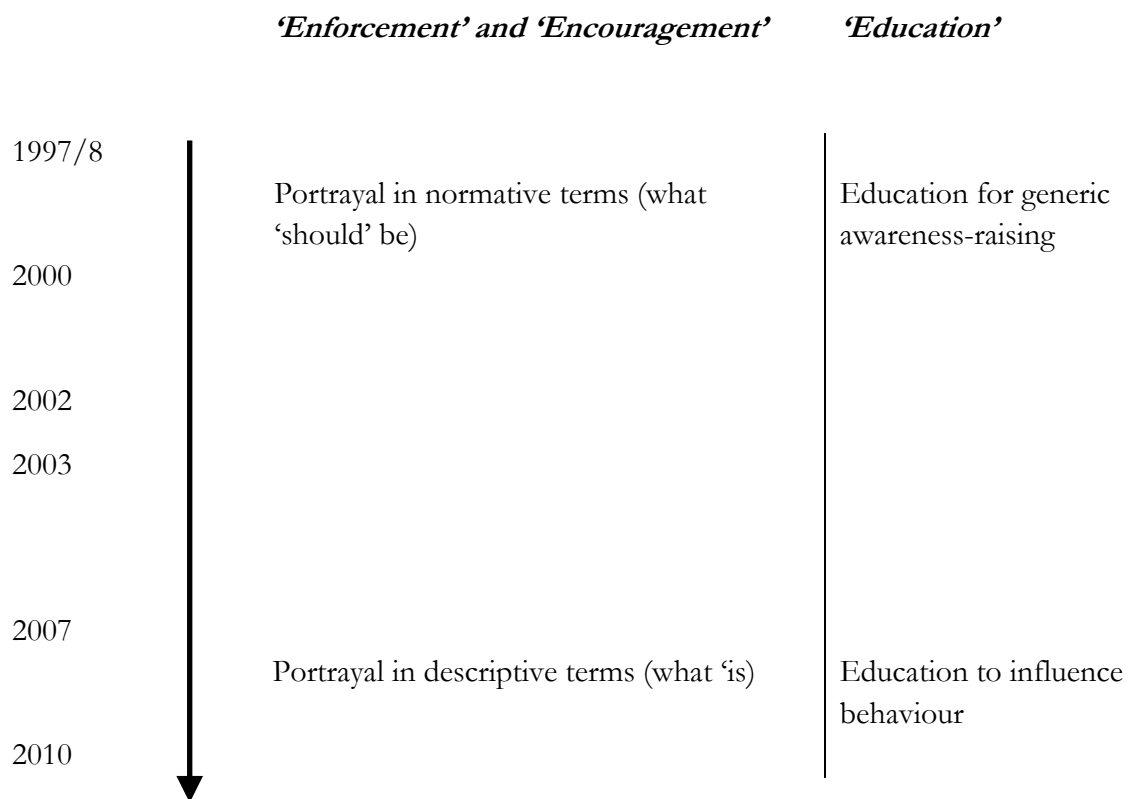 ‘Enforcement’ and ‘Encouragement’ ‘Education’
1997/8
Portrayal in normative terms (what
‘should’ be)
Education for generic
awareness-raising
2000
2002
2003
2007
Portrayal in descriptive terms (what ‘is)
Education to influence
behaviour
2010